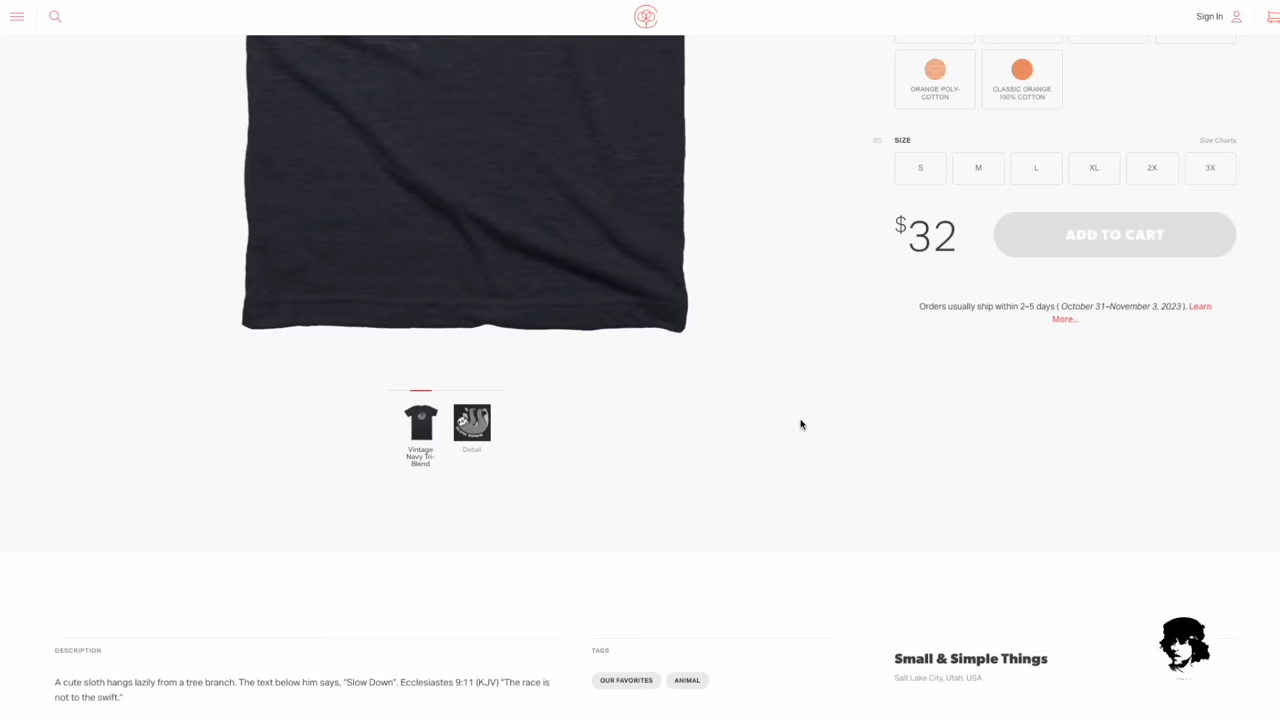 Sign In
ORANGE POLY-
COTTON
CLASSIC ORANGE
100% COTTON
05.
SIZE
Size Charts
S
M
L
XL
2X
3X
$32
ADD TO CART
Orders usually ship within 2–5 days ( October 31–November 3, 2023 ). Learn
More...
Vintage
Navy Tri-
Blend
Detail
DESCRIPTION
A cute sloth hangs lazily from a tree branch. The text below him says, "Slow Down". Ecclesiastes 9:11 (KJV) "The race is
not to the swift."
TAGS
OUR FAVORITES
ANIMAL
Small & Simple Things
Salt Lake City, Utah, USA